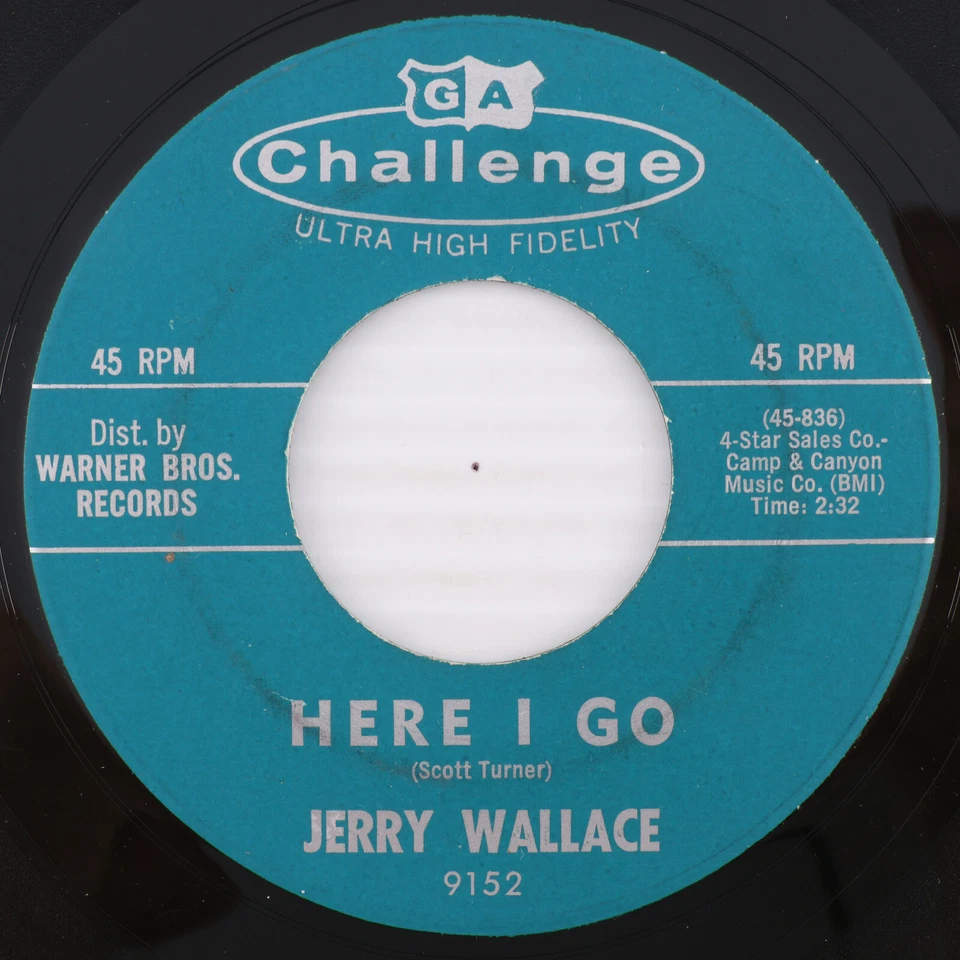 GA
Challenge
ULTRA HIGH FIDELITY
45 RPM
45 RPM
Dist. by
WARNER BROS.
RECORDS
(45-836)
4-Star Sales Co.-
Camp & Canyon
Music Co. (BMI)
Time: 2:32
HERE I GO
(Scott Turner)
JERRY WALLACE
9152